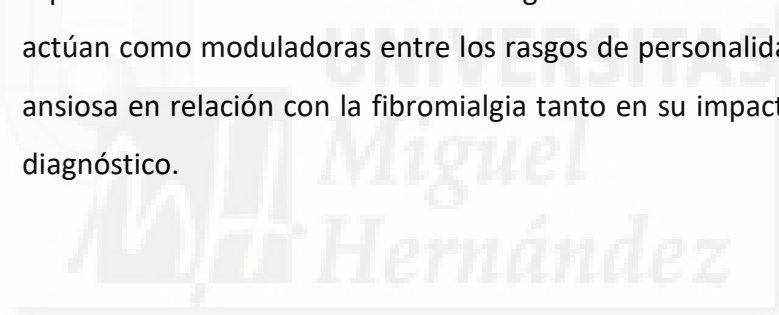 actúan como moduladoras entre los rasgos de personalida
ansiosa en relación con la fibromialgia tanto en su impact
diagnóstico.
UNIVERSITAS
Miguel
Hernández